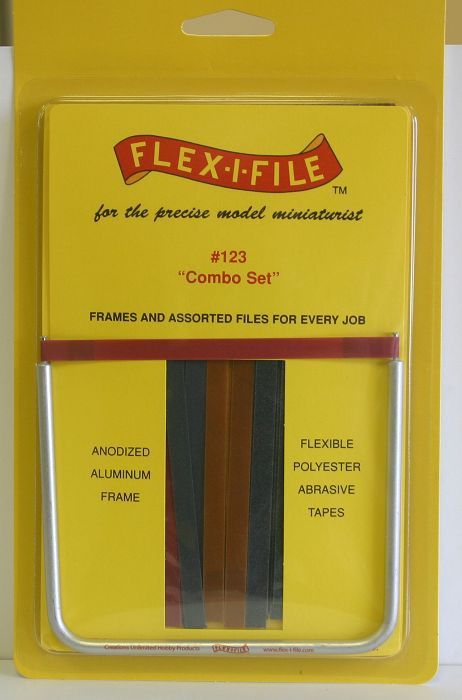 FLEX-I-FILE
TM
for the precise model miniaturist
#123
"Combo Set"
FRAMES AND ASSORTED FILES FOR EVERY JOB
ANODIZED
ALUMINUM
FRAME
FLEXIBLE
POLYESTER
ABRASIVE
TAPES
Creations Unlimited Hobby Products FLEX-I-FILE www.flex-i-file.com